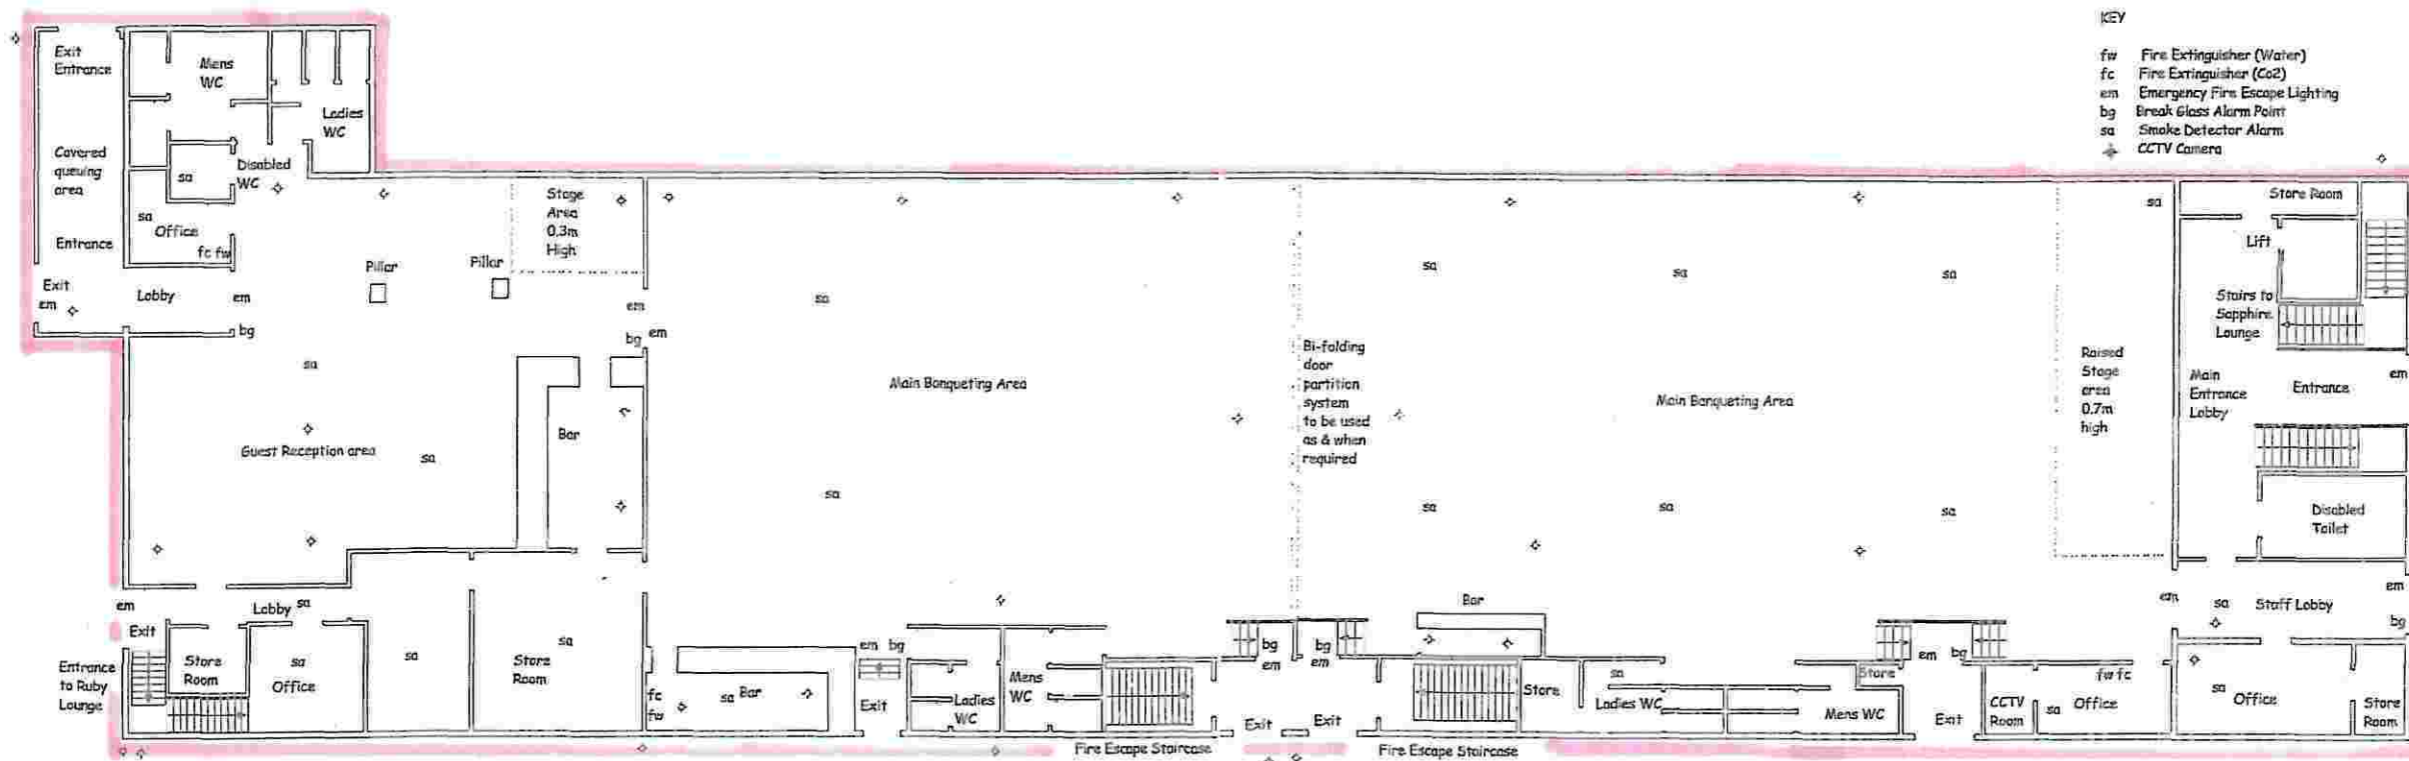 KEY
fw Fire Extinguisher (Water)
fc Fire Extinguisher (Co2)
em Emergency Fire Escape Lighting
bg Break Glass Alarm Point
sa Smoke Detector Alarm
CCTV Camera
Exit
Entrance
Mens
WC
Ladies
WC
Covered
queuing
area
Disabled
WC
sa
sa
Office
Entrance
fc fw
Exit
em
Lobby
em
bg
Pillar
Pillar
Stage
Area
0.3m
High
em
bg
em
sa
Guest Reception area
sa
Bar
Main Banqueting Area
sa
sa
Bi-folding
door
partition
system
to be used
as & when
required
Main Banqueting Area
sa
sa
sa
sa
sa
sa
sa
Raised
Stage
area
0.7m
high
Store Room
Lift
Stairs to
Sapphire
Lounge
Main
Entrance
Lobby
Entrance
em
Disabled
Toilet
em
em
sa
Staff Lobby
bg
em
Lobby
sa
Exit
Entrance
to Ruby
Lounge
Store
Room
sa
Office
sa
Store
Room
sa
fc
fw
sa
Bar
em bg
Exit
Ladies
WC
Mens
WC
Fire Escape Staircase
bg
em
bg
em
Exit
Exit
Fire Escape Staircase
Bar
Store
sa
Ladies WC
Mens WC
Store
em
bg
Exit
CCTV
Room
sa
Office
fw fc
sa
Office
Store
Room